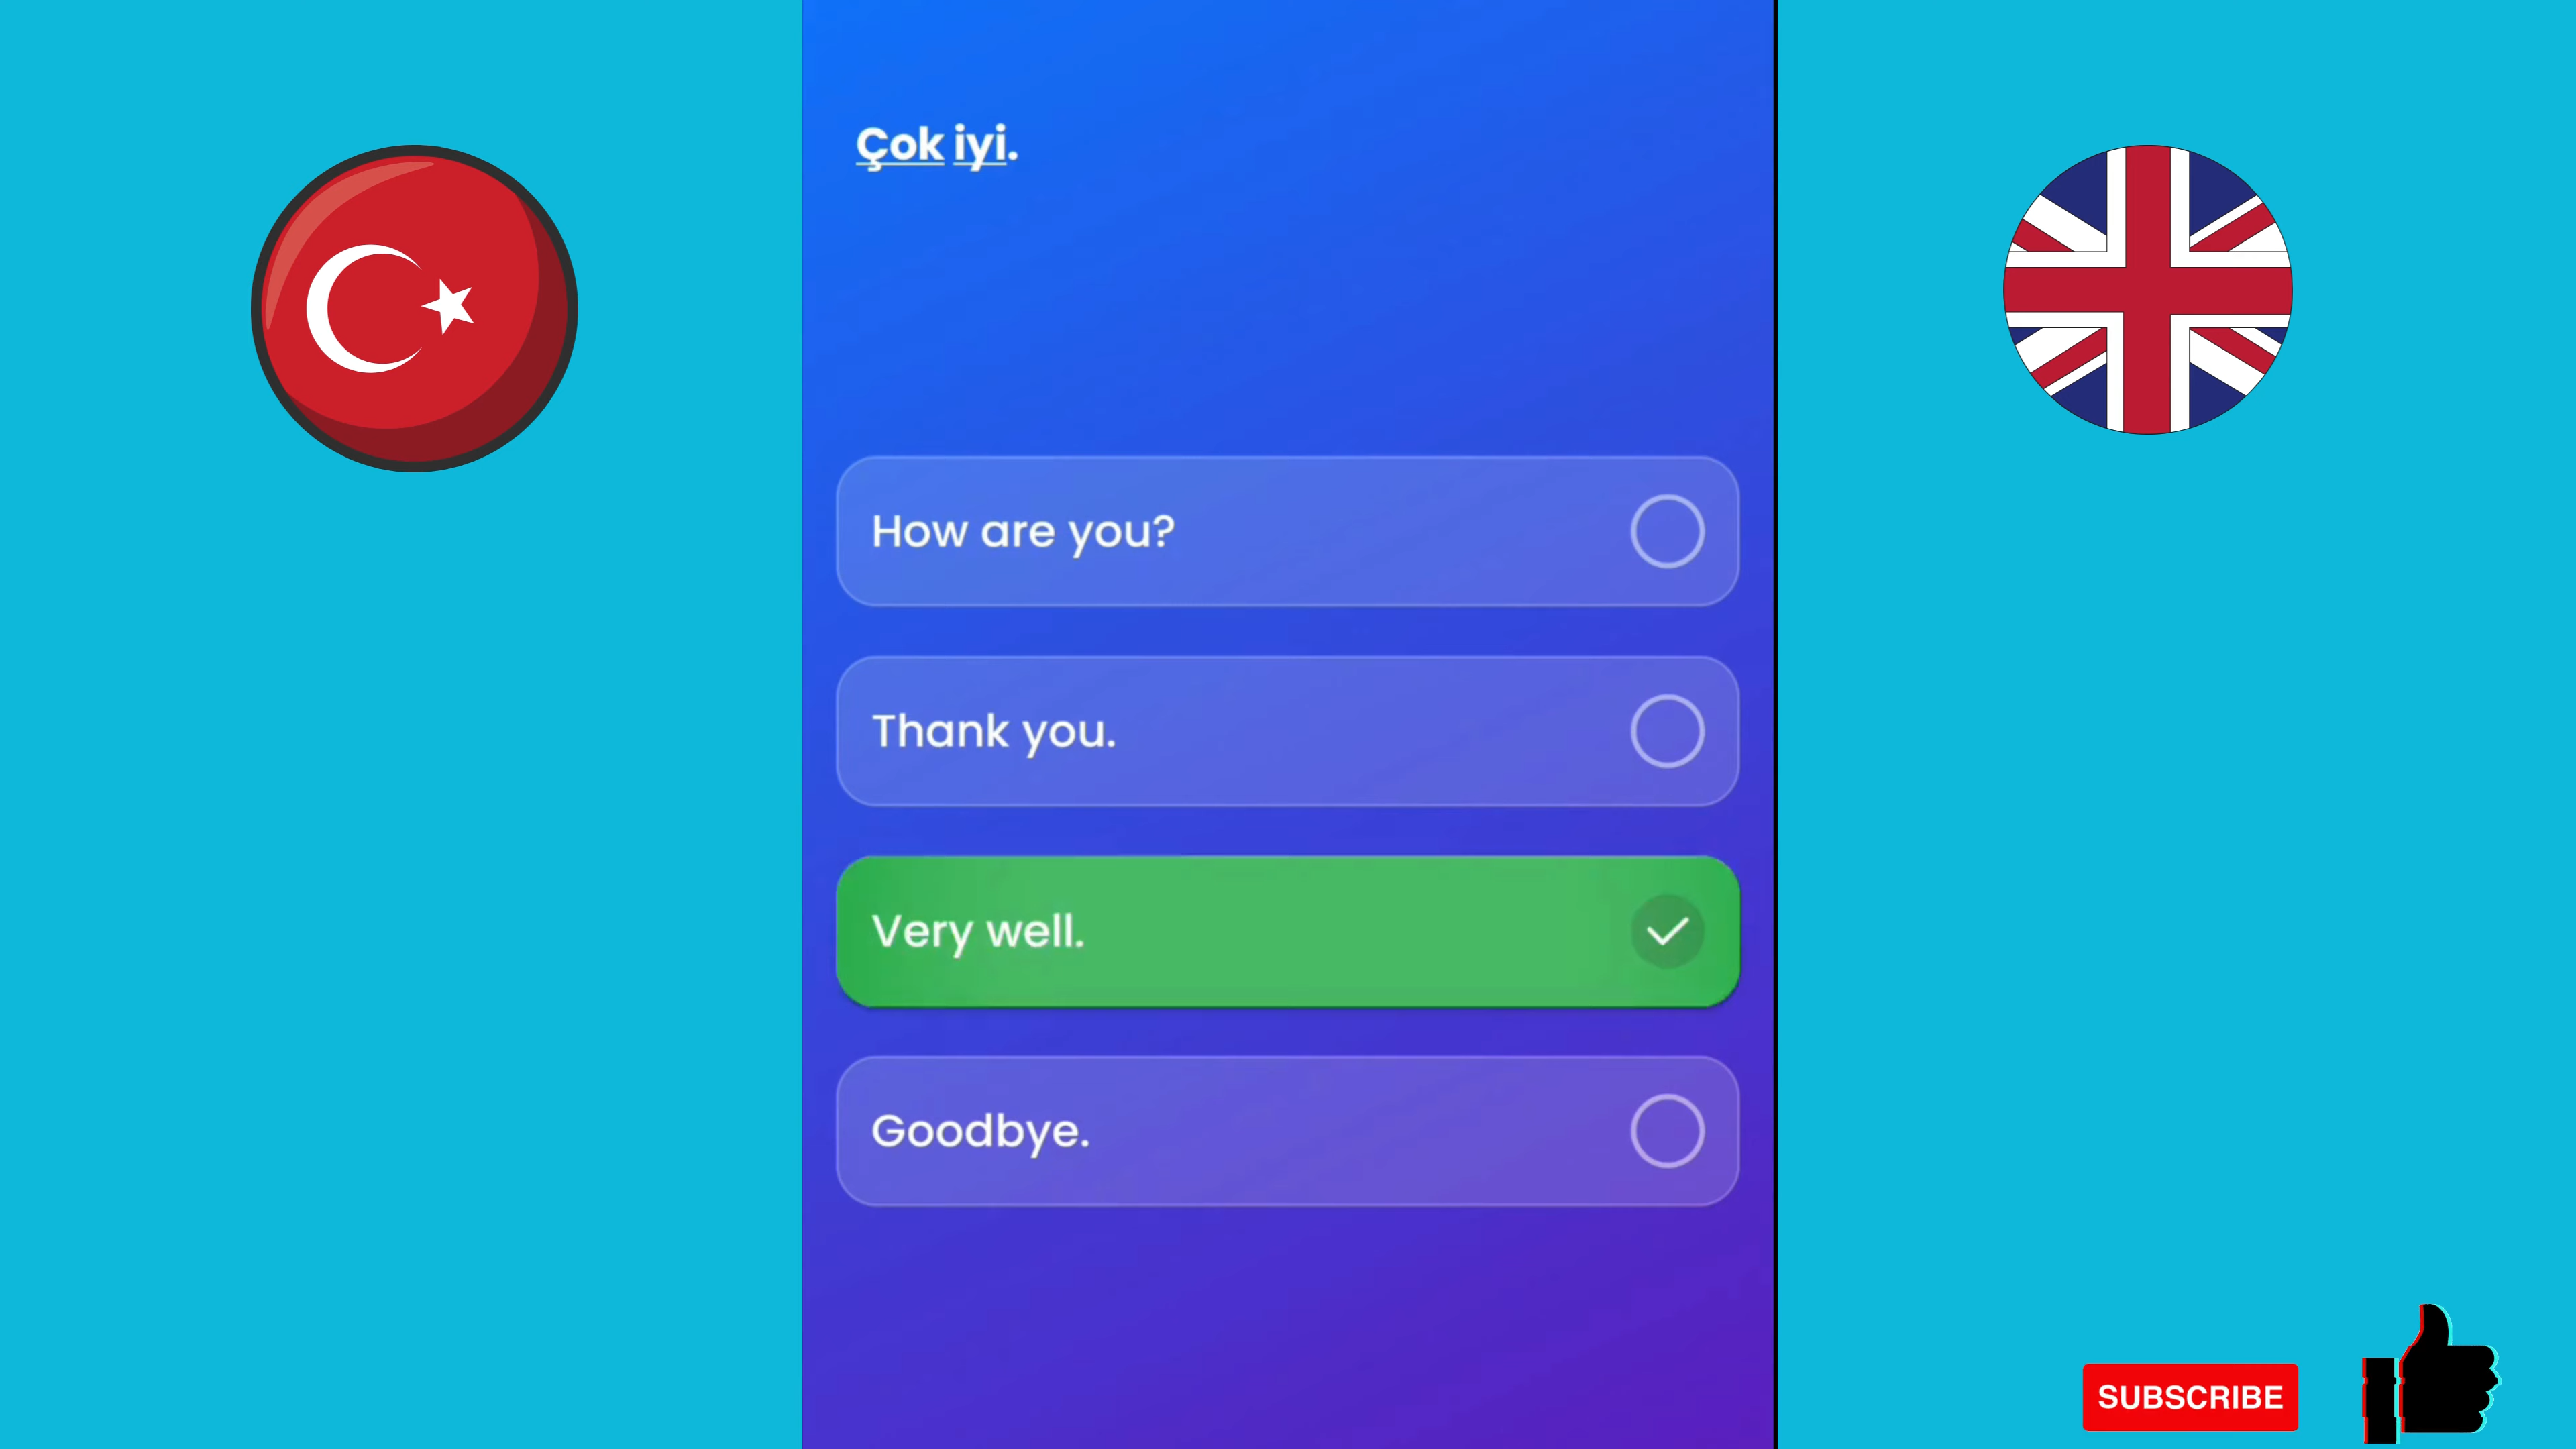 Çok iyi.
How are you?
Thank you.
Very well.
Goodbye.
SUBSCRIBE